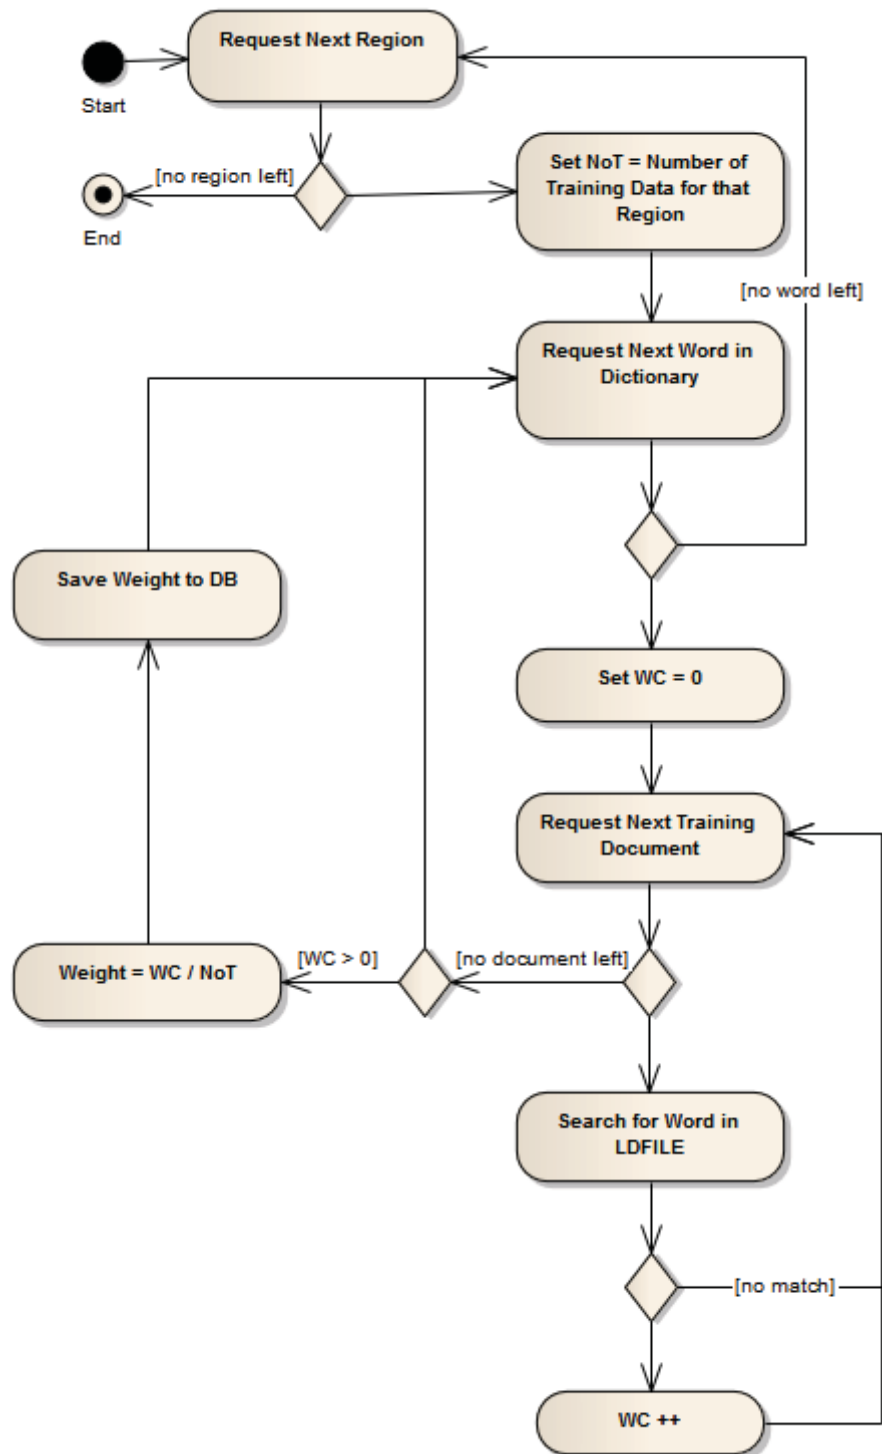 Request Next Region
Start
[no region left]
End
Set NoT = Number of
Training Data for that
Region
[no word left]
Request Next Word in
Dictionary
Save Weight to DB
Set WC = 0
Request Next Training
Document
Weight = WC / NoT
[WC > 0]
[no document left]
Search for Word in
LDFILE
[no match]
WC ++